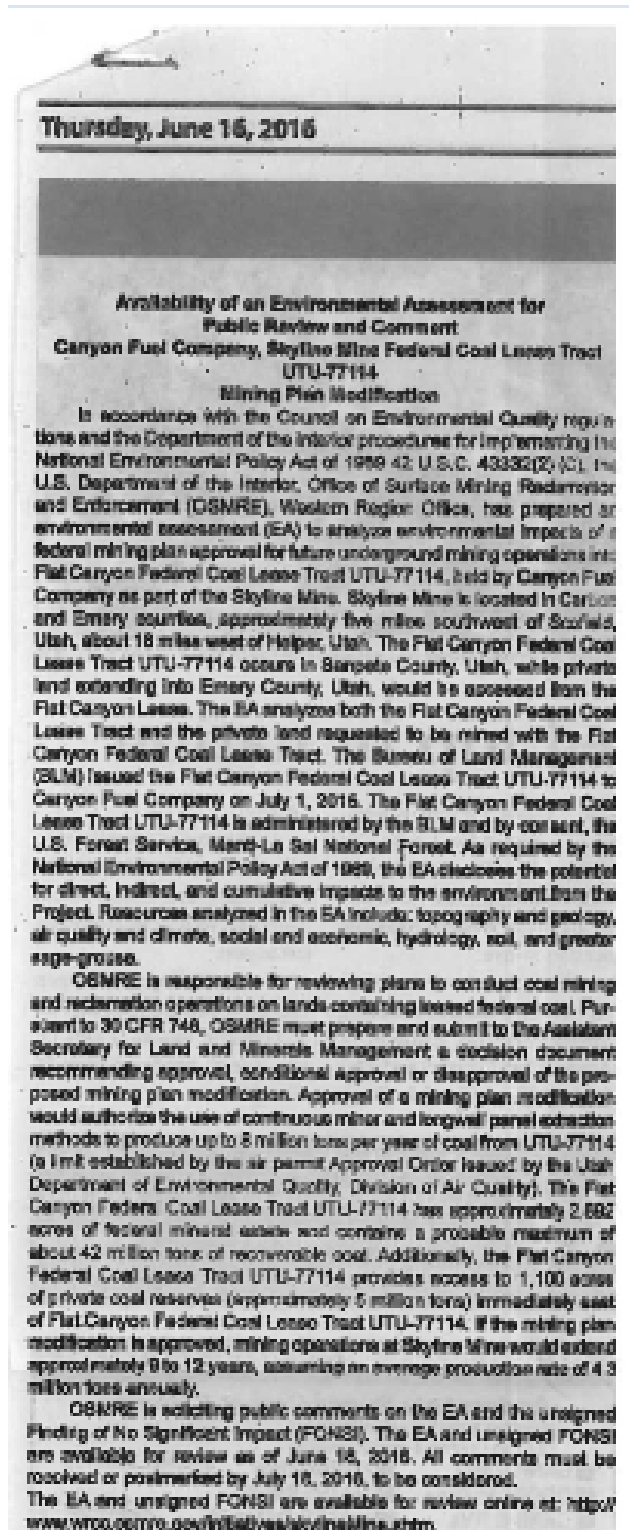 Thursday, June 16, 2016
Availability of an Environmental Assessment for
Public Review and Comment
Canyon Fuel Company, Skyline Mine Federal Coal Lease Tract
UTU-77114
Mining Plan Modification
In accordance with the Council on Environmental Quality regula-
tions and the Department of the Interior procedures for implementing the
National Environmental Policy Act of 1969 42 U.S.C. 43332(2) (C), the
U.S. Department of the Interior, Office of Surface Mining Reclamation
and Enforcement (OSMRE), Western Region Office, has prepared an
environmental assessment (EA) to analyze environmental impacts of a
federal mining plan approval for future underground mining operations into
Flat Canyon Federal Coal Lease Tract UTU-77114, held by Canyon Fuel
Company as part of the Skyline Mine. Skyline Mine is located in Carbon
and Emery counties, approximately five miles southwest of Scofield,
Utah, about 16 miles west of Helper, Utah. The Flat Canyon Federal Coal
Lease Tract UTU-77114 occurs in Sanpete County, Utah, while private
land extending into Emery County, Utah, would be accessed from the
Flat Canyon Lease. The EA analyzes both the Flat Canyon Federal Coal
Lease Tract and the private land requested to be mined with the Flat
Canyon Federal Coal Lease Tract. The Bureau of Land Management
(BLM) issued the Flat Canyon Federal Coal Lease Tract UTU-77114 to
Canyon Fuel Company on July 1, 2015. The Flat Canyon Federal Coal
Lease Tract UTU-77114 is administered by the BLM and by consent, the
U.S. Forest Service, Manti-La Sal National Forest. As required by the
National Environmental Policy Act of 1969, the EA discloses the potential
for direct, indirect, and cumulative impacts to the environment from the
Project. Resources analyzed in the EA include: topography and geology,
air quality and climate, social and economic, hydrology, soil, and greater
sage-grouse.
OSMRE is responsible for reviewing plans to conduct coal mining
and reclamation operations on lands containing leased federal coal. Pur-
suant to 30 CFR 746, OSMRE must prepare and submit to the Assistant
Secretary for Land and Minerals Management a decision document
recommending approval, conditional approval or disapproval of the pro-
posed mining plan modification. Approval of a mining plan modification
would authorize the use of continuous miner and longwall panel extraction
methods to produce up to 8 million tons per year of coal from UTU-77114
(a limit established by the air permit Approval Order issued by the Utah
Department of Environmental Quality, Division of Air Quality). The Flat
Canyon Federal Coal Lease Tract UTU-77114 has approximately 2,692
acres of federal mineral estate and contains a probable maximum of
about 42 million tons of recoverable coal. Additionally, the Flat Canyon
Federal Coal Lease Tract UTU-77114 provides access to 1,100 acres
of private coal reserves (approximately 5 million tons) immediately east
of Flat Canyon Federal Coal Lease Tract UTU-77114. If the mining plan
modification is approved, mining operations at Skyline Mine would extend
approximately 9 to 12 years, assuming an average production rate of 4.3
million tons annually.
OSMRE is soliciting public comments on the EA and the unsigned
Finding of No Significant Impact (FONSI). The EA and unsigned FONSI
are available for review as of June 16, 2016. All comments must be
received or postmarked by July 16, 2016, to be considered.
The EA and unsigned FONSI are available for review online at: http://
www.wrcc.osmre.gov/initiatives/skylineMine.shtm.